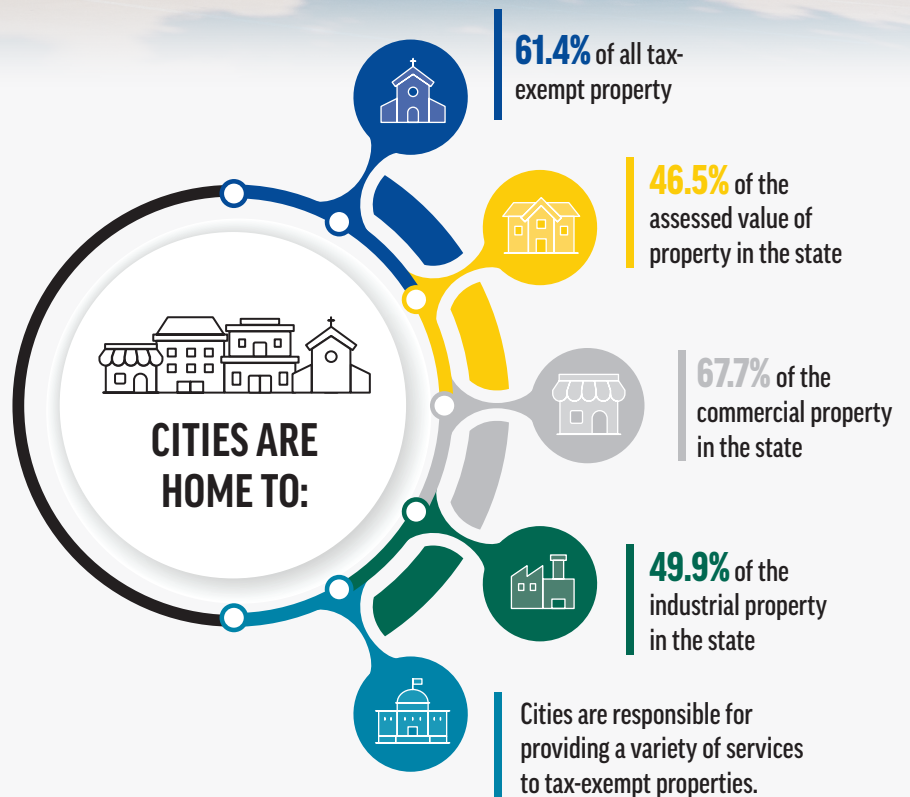 61.4% of all tax-
exempt property
46.5% of the
assessed value of
property in the state
67.7% of the
commercial property
in the state
CITIES ARE
HOME TO:
49.9% of the
industrial property
in the state
Cities are responsible for
providing a variety of services
to tax-exempt properties.